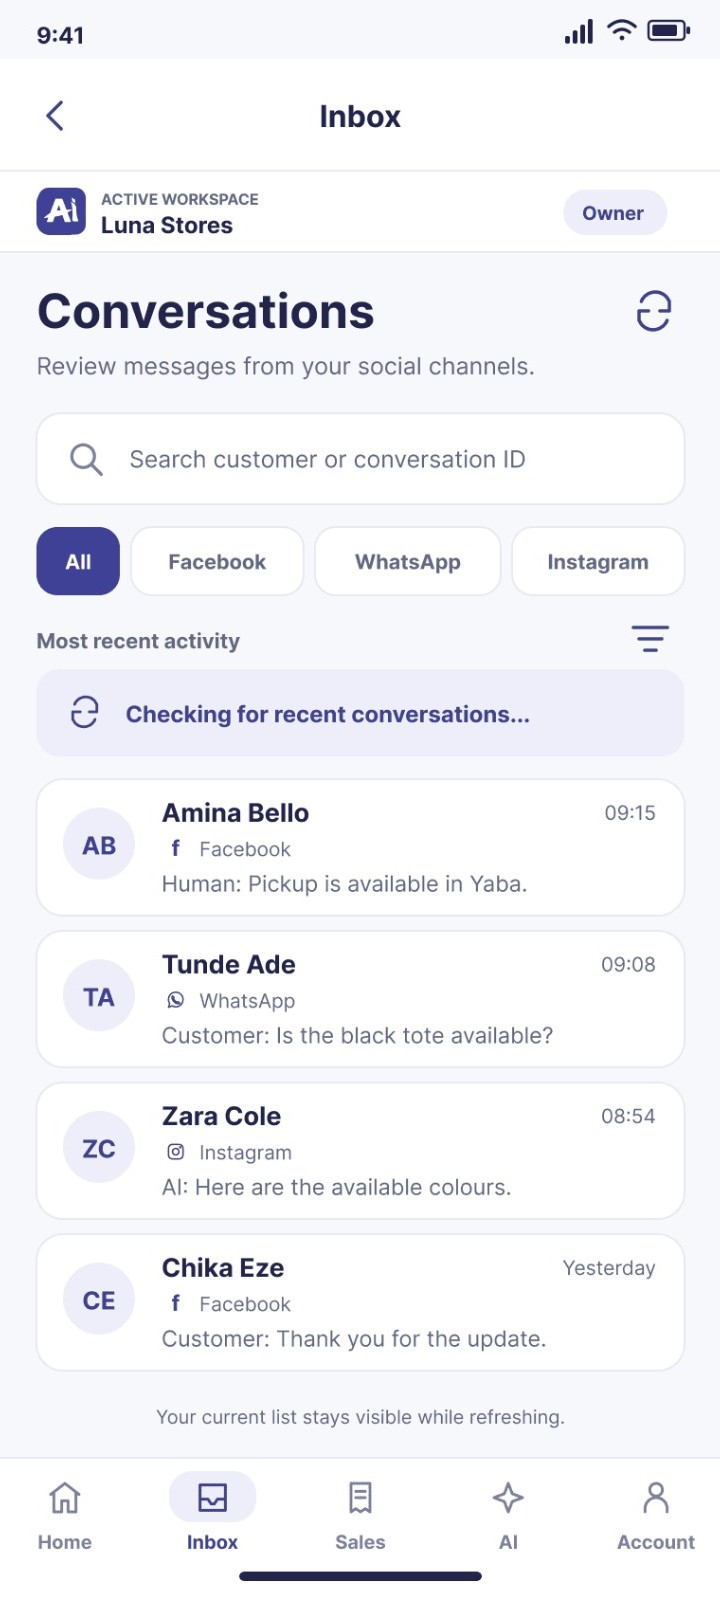 9:41
Inbox
Ai
ACTIVE WORKSPACE
Luna Stores
Owner
Conversations
Review messages from your social channels.
Search customer or conversation ID
All
Facebook
WhatsApp
Instagram
Most recent activity
Checking for recent conversations...
AB
Amina Bello
09:15
f Facebook
Human: Pickup is available in Yaba.
TA
Tunde Ade
09:08
WhatsApp
Customer: Is the black tote available?
ZC
Zara Cole
08:54
Instagram
AI: Here are the available colours.
CE
Chika Eze
Yesterday
f Facebook
Customer: Thank you for the update.
Your current list stays visible while refreshing.
Home
Inbox
Sales
AI
Account